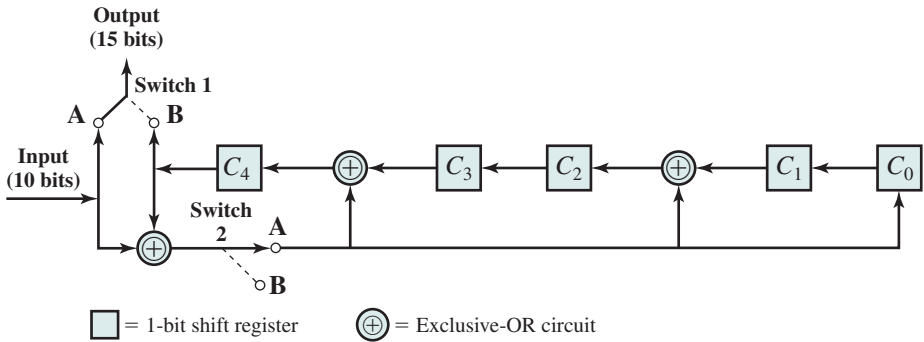 Output
(15 bits)
Switch 1
A
B
Input
(10 bits)
C4
C3
C2
C1
C0
Switch
2
A
B
= 1-bit shift register
= Exclusive-OR circuit